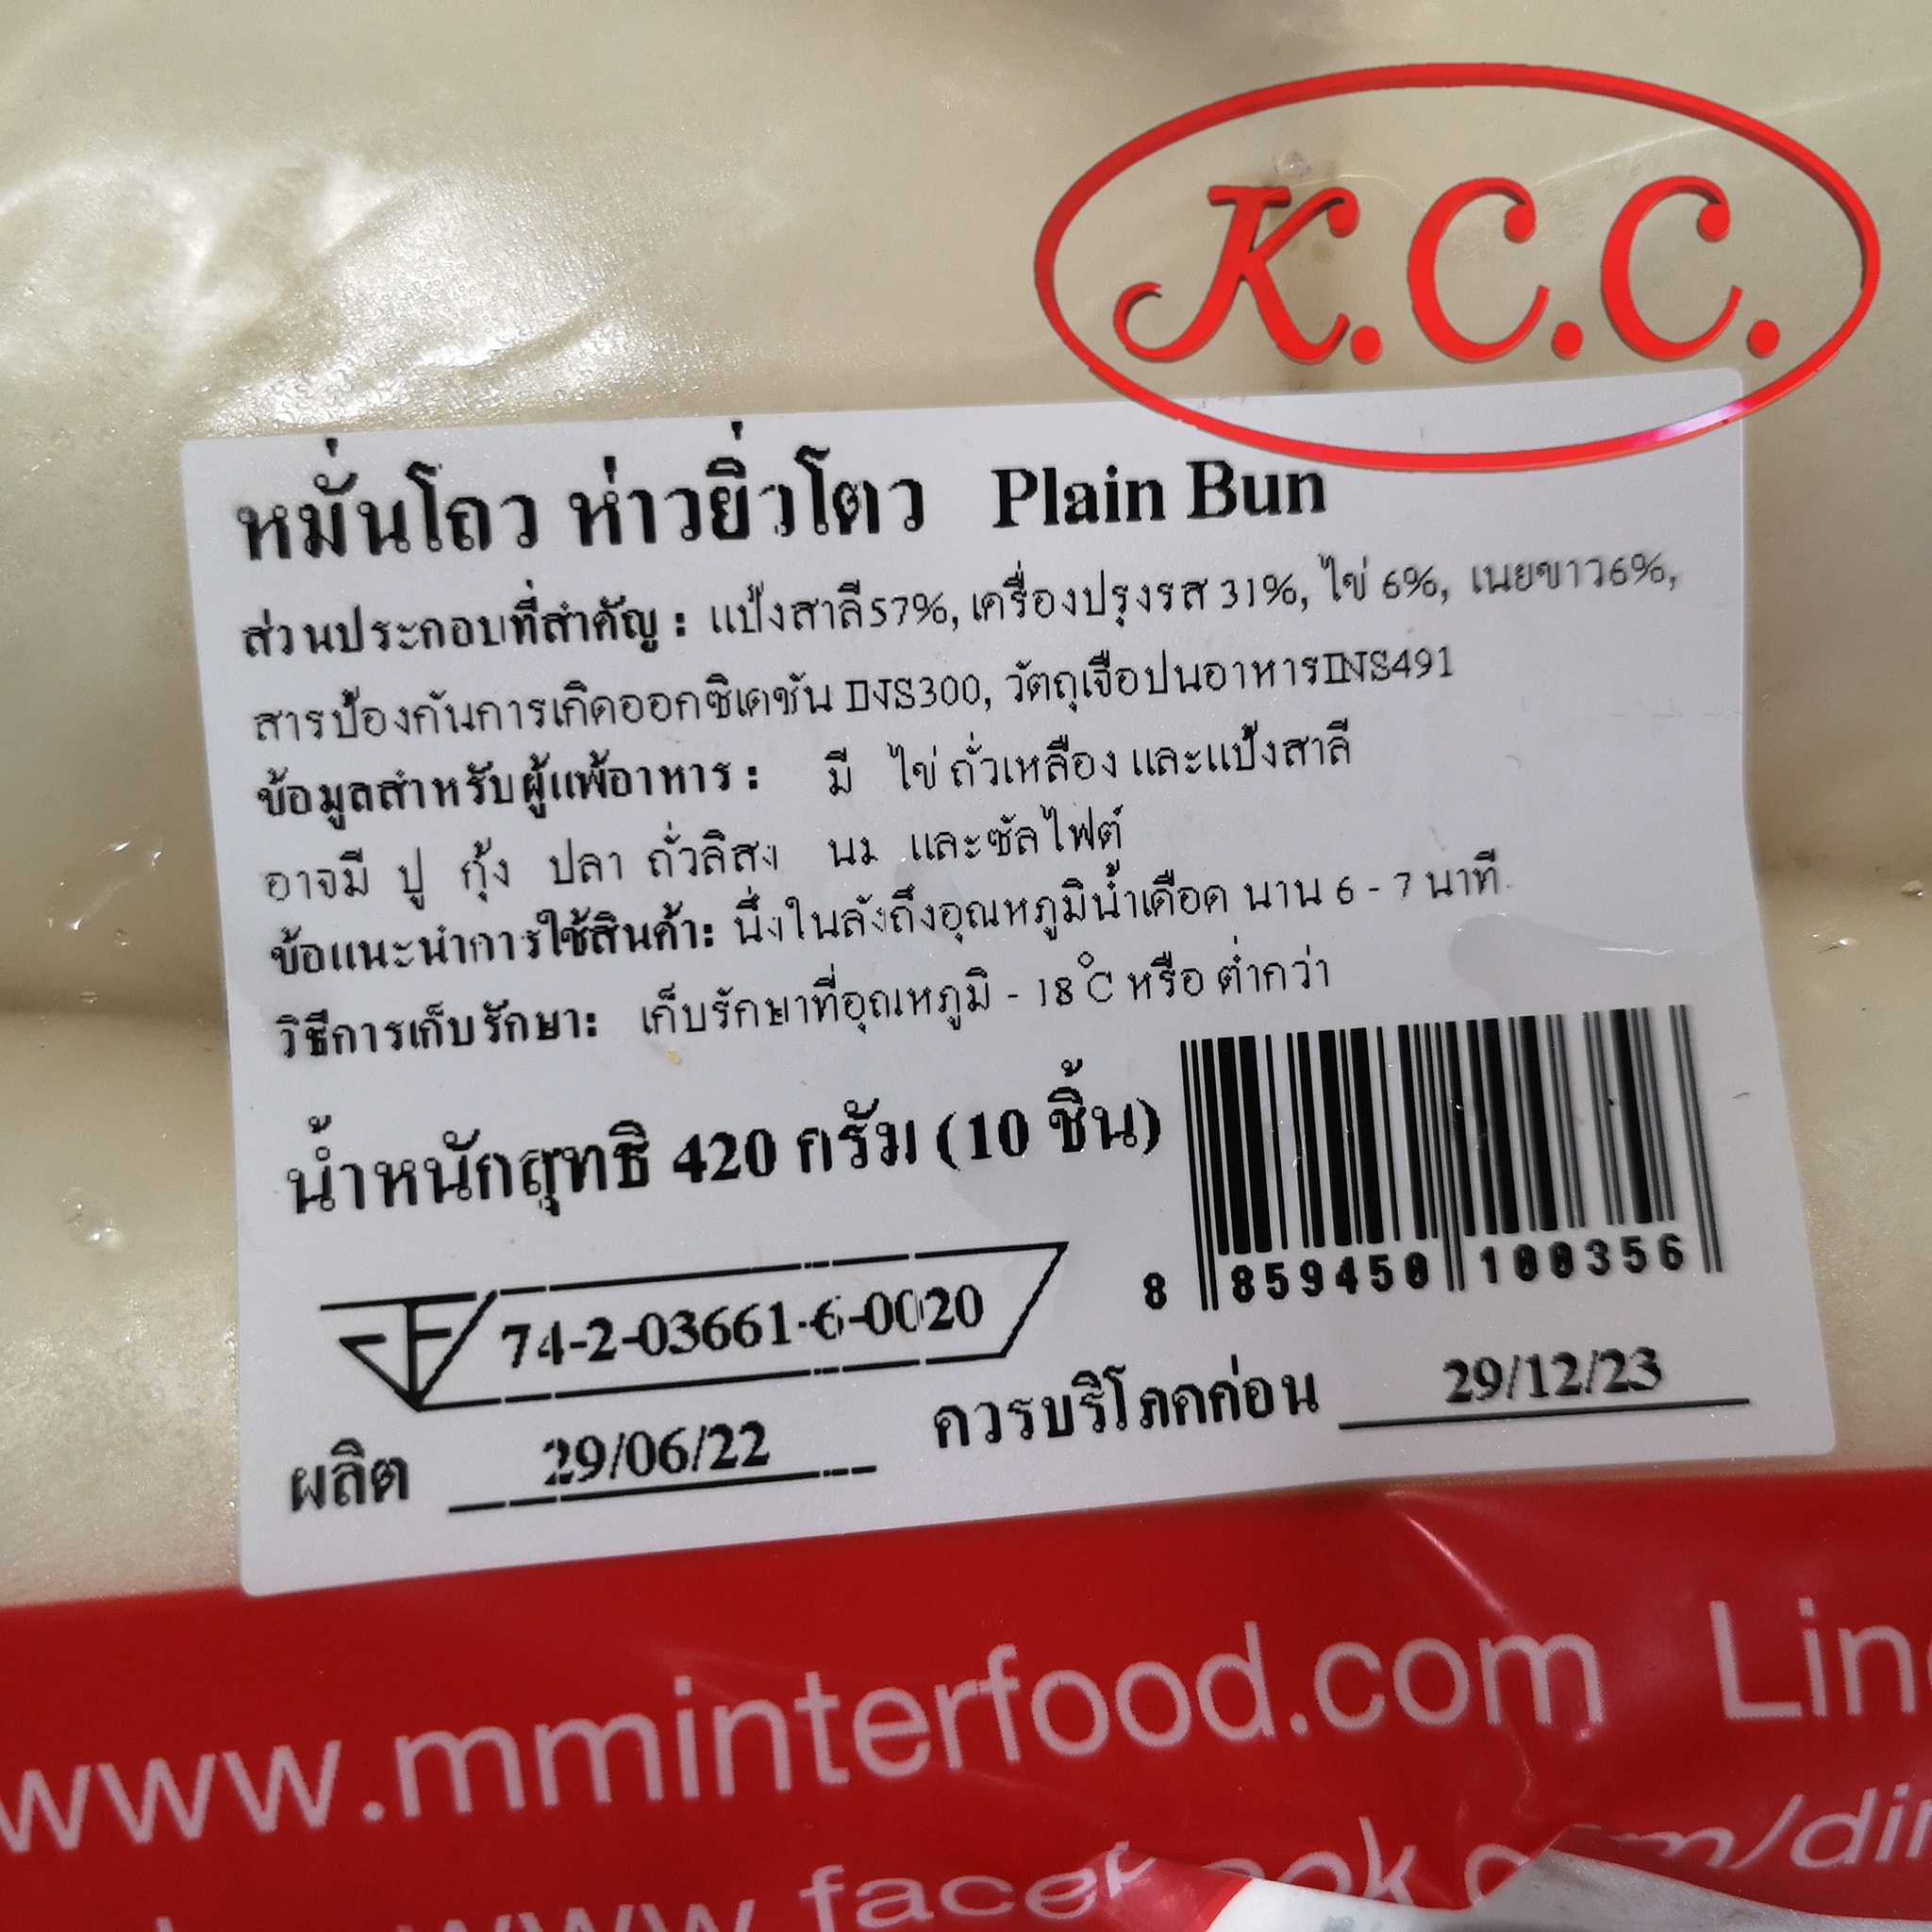 K.C.C.
หมั่นโถว ห่าวยิ่วโตว Plain Bun
ส่วนประกอบที่สำคัญ : แป้งสาลี57%, เครื่องปรุงรส 31%, ไข่ 6%, เนยขาว6%,
สารป้องกันการเกิดออกซิเดชัน INS300, วัตถุเจือปนอาหารINS491
ข้อมูลสำหรับผู้แพ้อาหาร : มี ไข่ ถั่วเหลือง และแป้งสาลี
อาจมี ปู กุ้ง ปลา ถั่วลิสง นม และซัลไฟต์
ข้อแนะนำการใช้สินค้า: นึ่งในลังถึงอุณหภูมิน้ำเดือด นาน 6 - 7 นาที
วิธีการเก็บรักษา: เก็บรักษาที่อุณหภูมิ - 18°C หรือ ต่ำกว่า
น้ำหนักสุทธิ 420 กรัม (10 ชิ้น)
8 859450 100356
74-2-03661-6-0020
ผลิต 29/06/22 ควรบริโภคก่อน 29/12/23
www.mminterfood.com Lin
www.facebook.com/din